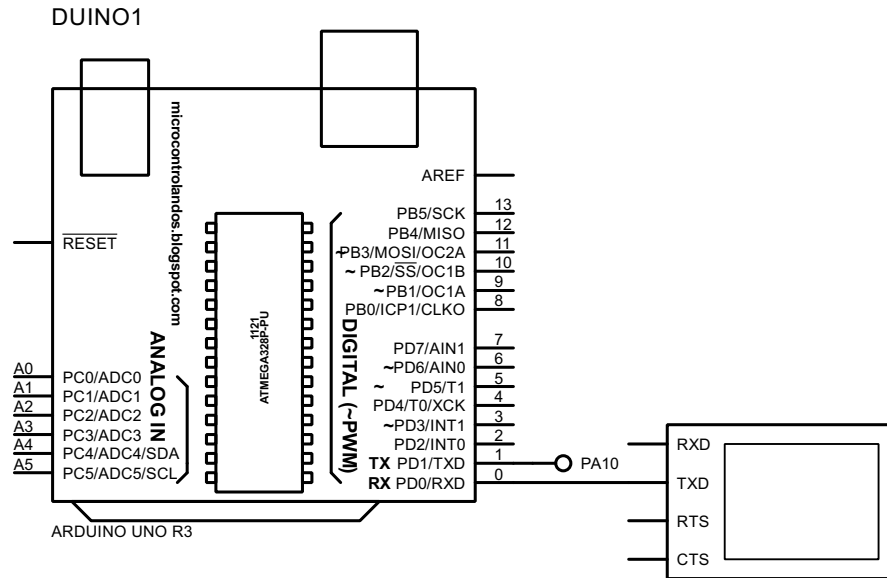 DUINO1
microcontrolandos.blogspot.com
RESET
ANALOG IN
A0 PC0/ADC0
A1 PC1/ADC1
A2 PC2/ADC2
A3 PC3/ADC3
A4 PC4/ADC4/SDA
A5 PC5/ADC5/SCL
1121
ATMEGA328P-PU
DIGITAL (~PWM)
AREF
PB5/SCK 13
PB4/MISO 12
~PB3/MOSI/OC2A 11
~ PB2/SS/OC1B 10
~PB1/OC1A 9
PB0/ICP1/CLKO 8
PD7/AIN1 7
~PD6/AIN0 6
~ PD5/T1 5
PD4/T0/XCK 4
~PD3/INT1 3
PD2/INT0 2
TX PD1/TXD 1
RX PD0/RXD 0
PA10
ARDUINO UNO R3
RXD
TXD
RTS
CTS